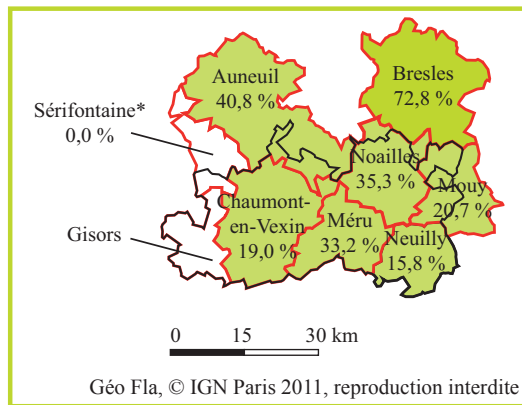 Auneuil
40,8 %
Bresles
72,8 %
Sérifontaine*
0,0 %
Noailles
35,3 %
Mouy
20,7 %
Chaumont-
en-Vexin
19,0 %
Méru
33,2 %
Neuilly
15,8 %
Gisors
0 15 30 km
Géo Fla, © IGN Paris 2011, reproduction interdite